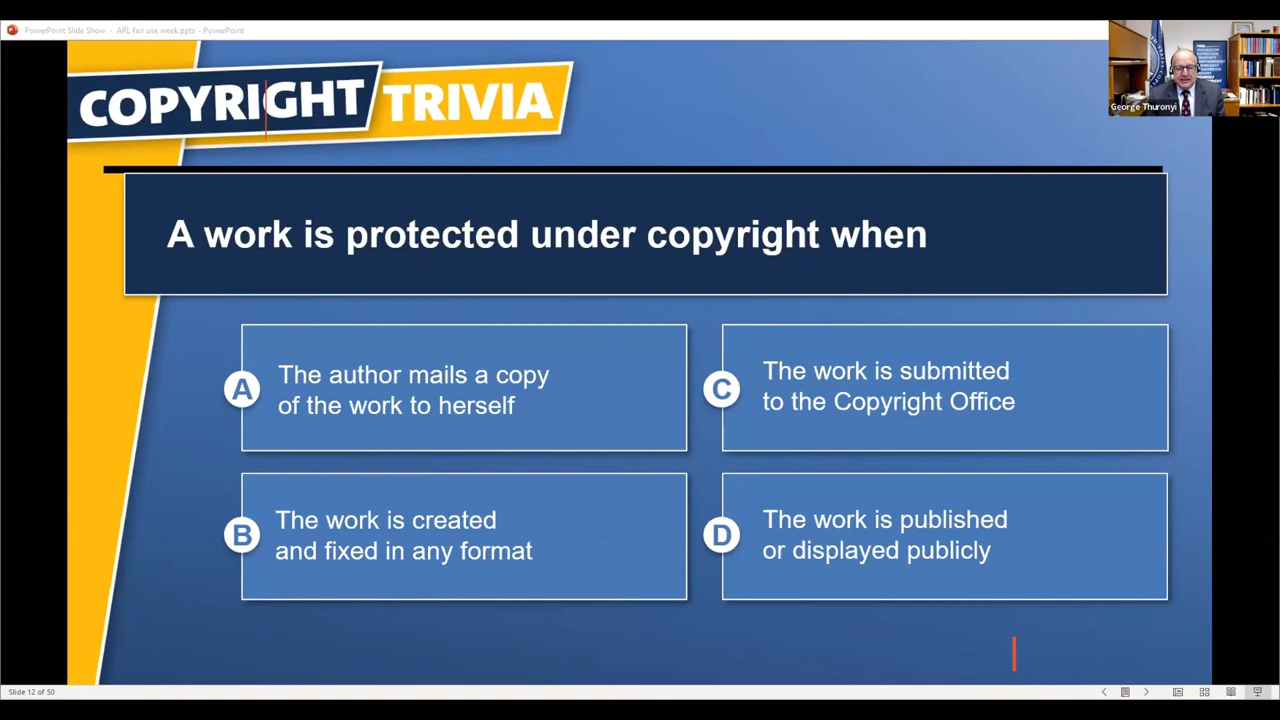 PowerPoint Slide Show - ARL fair use week.pptx - PowerPoint
George Thuronyi
COPYRIGHT TRIVIA
A work is protected under copyright when
A
The author mails a copy
of the work to herself
B
The work is created
and fixed in any format
C
The work is submitted
to the Copyright Office
D
The work is published
or displayed publicly
Slide 12 of 50